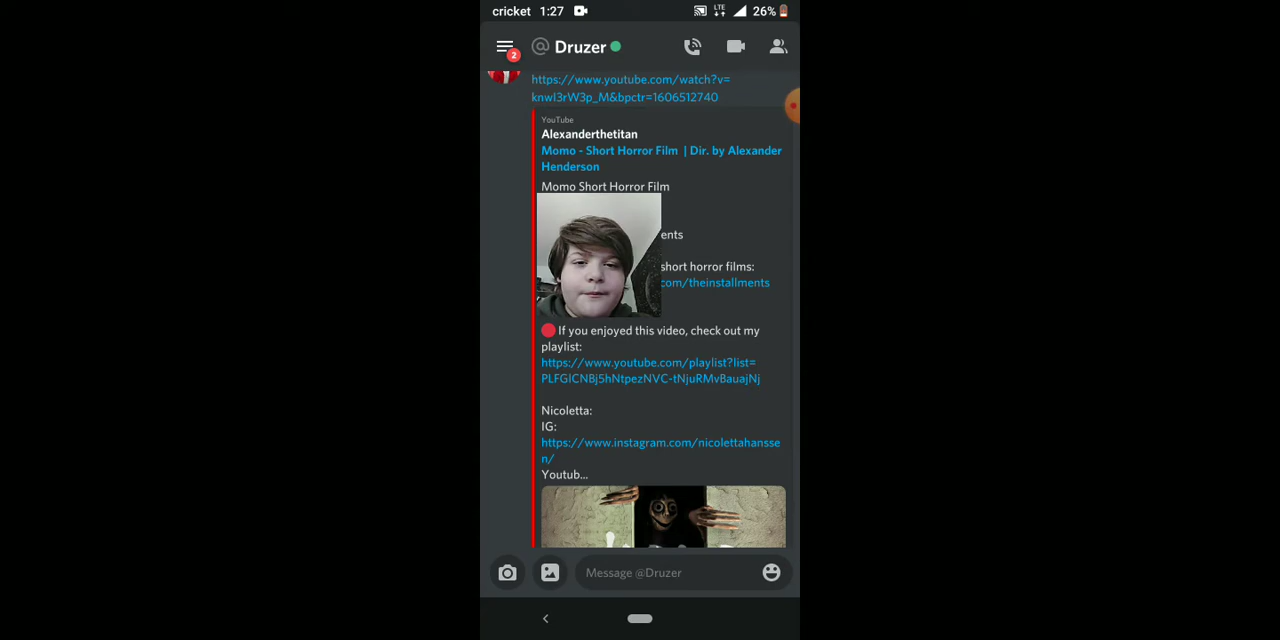 cricket 1:27 LTE 26%
2
@ Druzer
https://www.youtube.com/watch?v=
knwI3rW3p_M&bpctr=1606512740
YouTube
Alexanderthetitan
Momo - Short Horror Film | Dir. by Alexander
Henderson
Momo Short Horror Film
ents
short horror films:
com/theinstallments
If you enjoyed this video, check out my
playlist:
https://www.youtube.com/playlist?list=
PLFGICNBj5hNtpezNVC-tNjuRMvBauajNj
Nicoletta:
IG:
https://www.instagram.com/nicolettahansse
n/
Youtub...
Message @Druzer